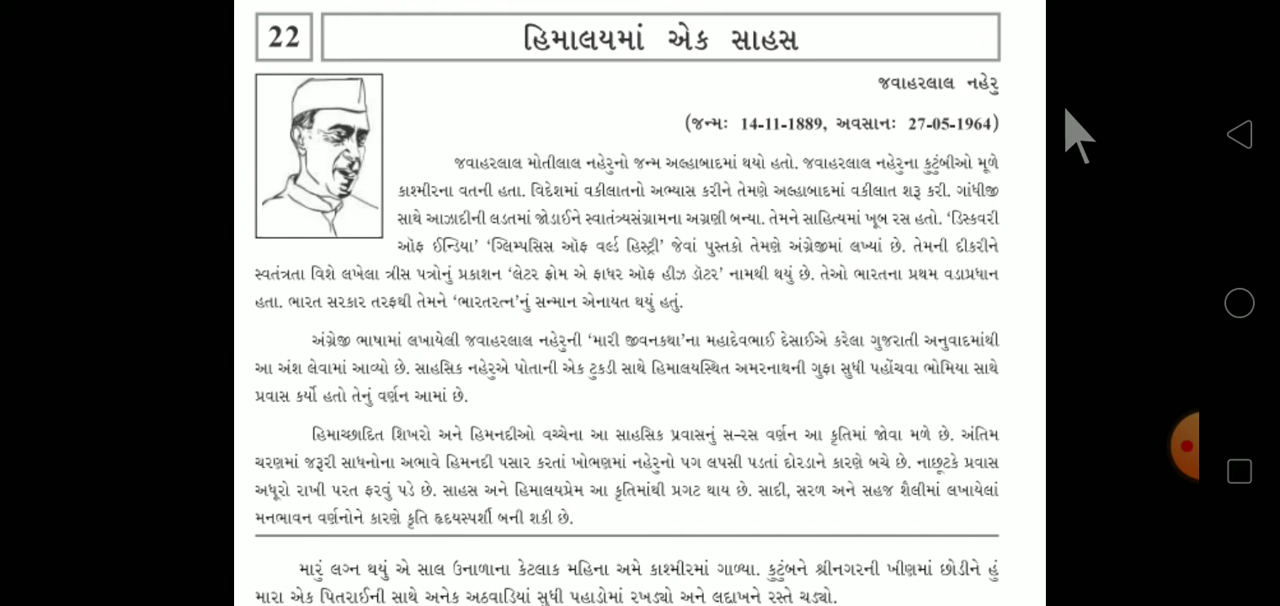 22
હિમાલયમાં એક સાહસ
જવાહરલાલ નહેરુ
(જન્મઃ 14-11-1889, અવસાનઃ 27-05-1964)
જવાહરલાલ મોતીલાલ નહેરુનો જન્મ અલ્હાબાદમાં થયો હતો. જવાહરલાલ નહેરુના કુટુંબીઓ મૂળે
કાશ્મીરના વતની હતા. વિદેશમાં વકીલાતનો અભ્યાસ કરીને તેમણે અલ્હાબાદમાં વકીલાત શરૂ કરી. ગાંધીજી
સાથે આઝાદીની લડતમાં જોડાઈને સ્વાતંત્ર્યસંગ્રામના અગ્રણી બન્યા. તેમને સાહિત્યમાં ખૂબ રસ હતો. ‘ડિસ્કવરી
ઑફ ઈન્ડિયા’ ‘ગ્લિમ્પસિસ ઑફ વર્લ્ડ હિસ્ટ્રી’ જેવાં પુસ્તકો તેમણે અંગ્રેજીમાં લખ્યાં છે. તેમની દીકરીને
સ્વતંત્રતા વિશે લખેલા ત્રીસ પત્રોનું પ્રકાશન ‘લેટર ફ્રોમ એ ફાધર ઑફ હીઝ ડૉટર’ નામથી થયું છે. તેઓ ભારતના પ્રથમ વડાપ્રધાન
હતા. ભારત સરકાર તરફથી તેમને ‘ભારતરત્ન’નું સન્માન એનાયત થયું હતું.
અંગ્રેજી ભાષામાં લખાયેલી જવાહરલાલ નહેરુની ‘મારી જીવનકથા’ના મહાદેવભાઈ દેસાઈએ કરેલા ગુજરાતી અનુવાદમાંથી
આ અંશ લેવામાં આવ્યો છે. સાહસિક નહેરુએ પોતાની એક ટુકડી સાથે હિમાલયસ્થિત અમરનાથની ગુફા સુધી પહોંચવા ભોમિયા સાથે
પ્રવાસ કર્યો હતો તેનું વર્ણન આમાં છે.
હિમાચ્છાદિત શિખરો અને હિમનદીઓ વચ્ચેના આ સાહસિક પ્રવાસનું સ-રસ વર્ણન આ કૃતિમાં જોવા મળે છે. અંતિમ
ચરણમાં જરૂરી સાધનોના અભાવે હિમનદી પસાર કરતાં ખોભણમાં નહેરુનો પગ લપસી પડતાં દોરડાને કારણે બચે છે. નાછૂટકે પ્રવાસ
અધૂરો રાખી પરત ફરવું પડે છે. સાહસ અને હિમાલયપ્રેમ આ કૃતિમાંથી પ્રગટ થાય છે. સાદી, સરળ અને સહજ શૈલીમાં લખાયેલાં
મનભાવન વર્ણનોને કારણે કૃતિ હૃદયસ્પર્શી બની શકી છે.
મારું લગ્ન થયું એ સાલ ઉનાળાના કેટલાક મહિના અમે કાશ્મીરમાં ગાળ્યા. કુટુંબને શ્રીનગરની ખીણમાં છોડીને હું
મારા એક પિતરાઈની સાથે અનેક અઠવાડિયાં સુધી પહાડોમાં રખડ્યો અને લદાખને રસ્તે ચડ્યો.